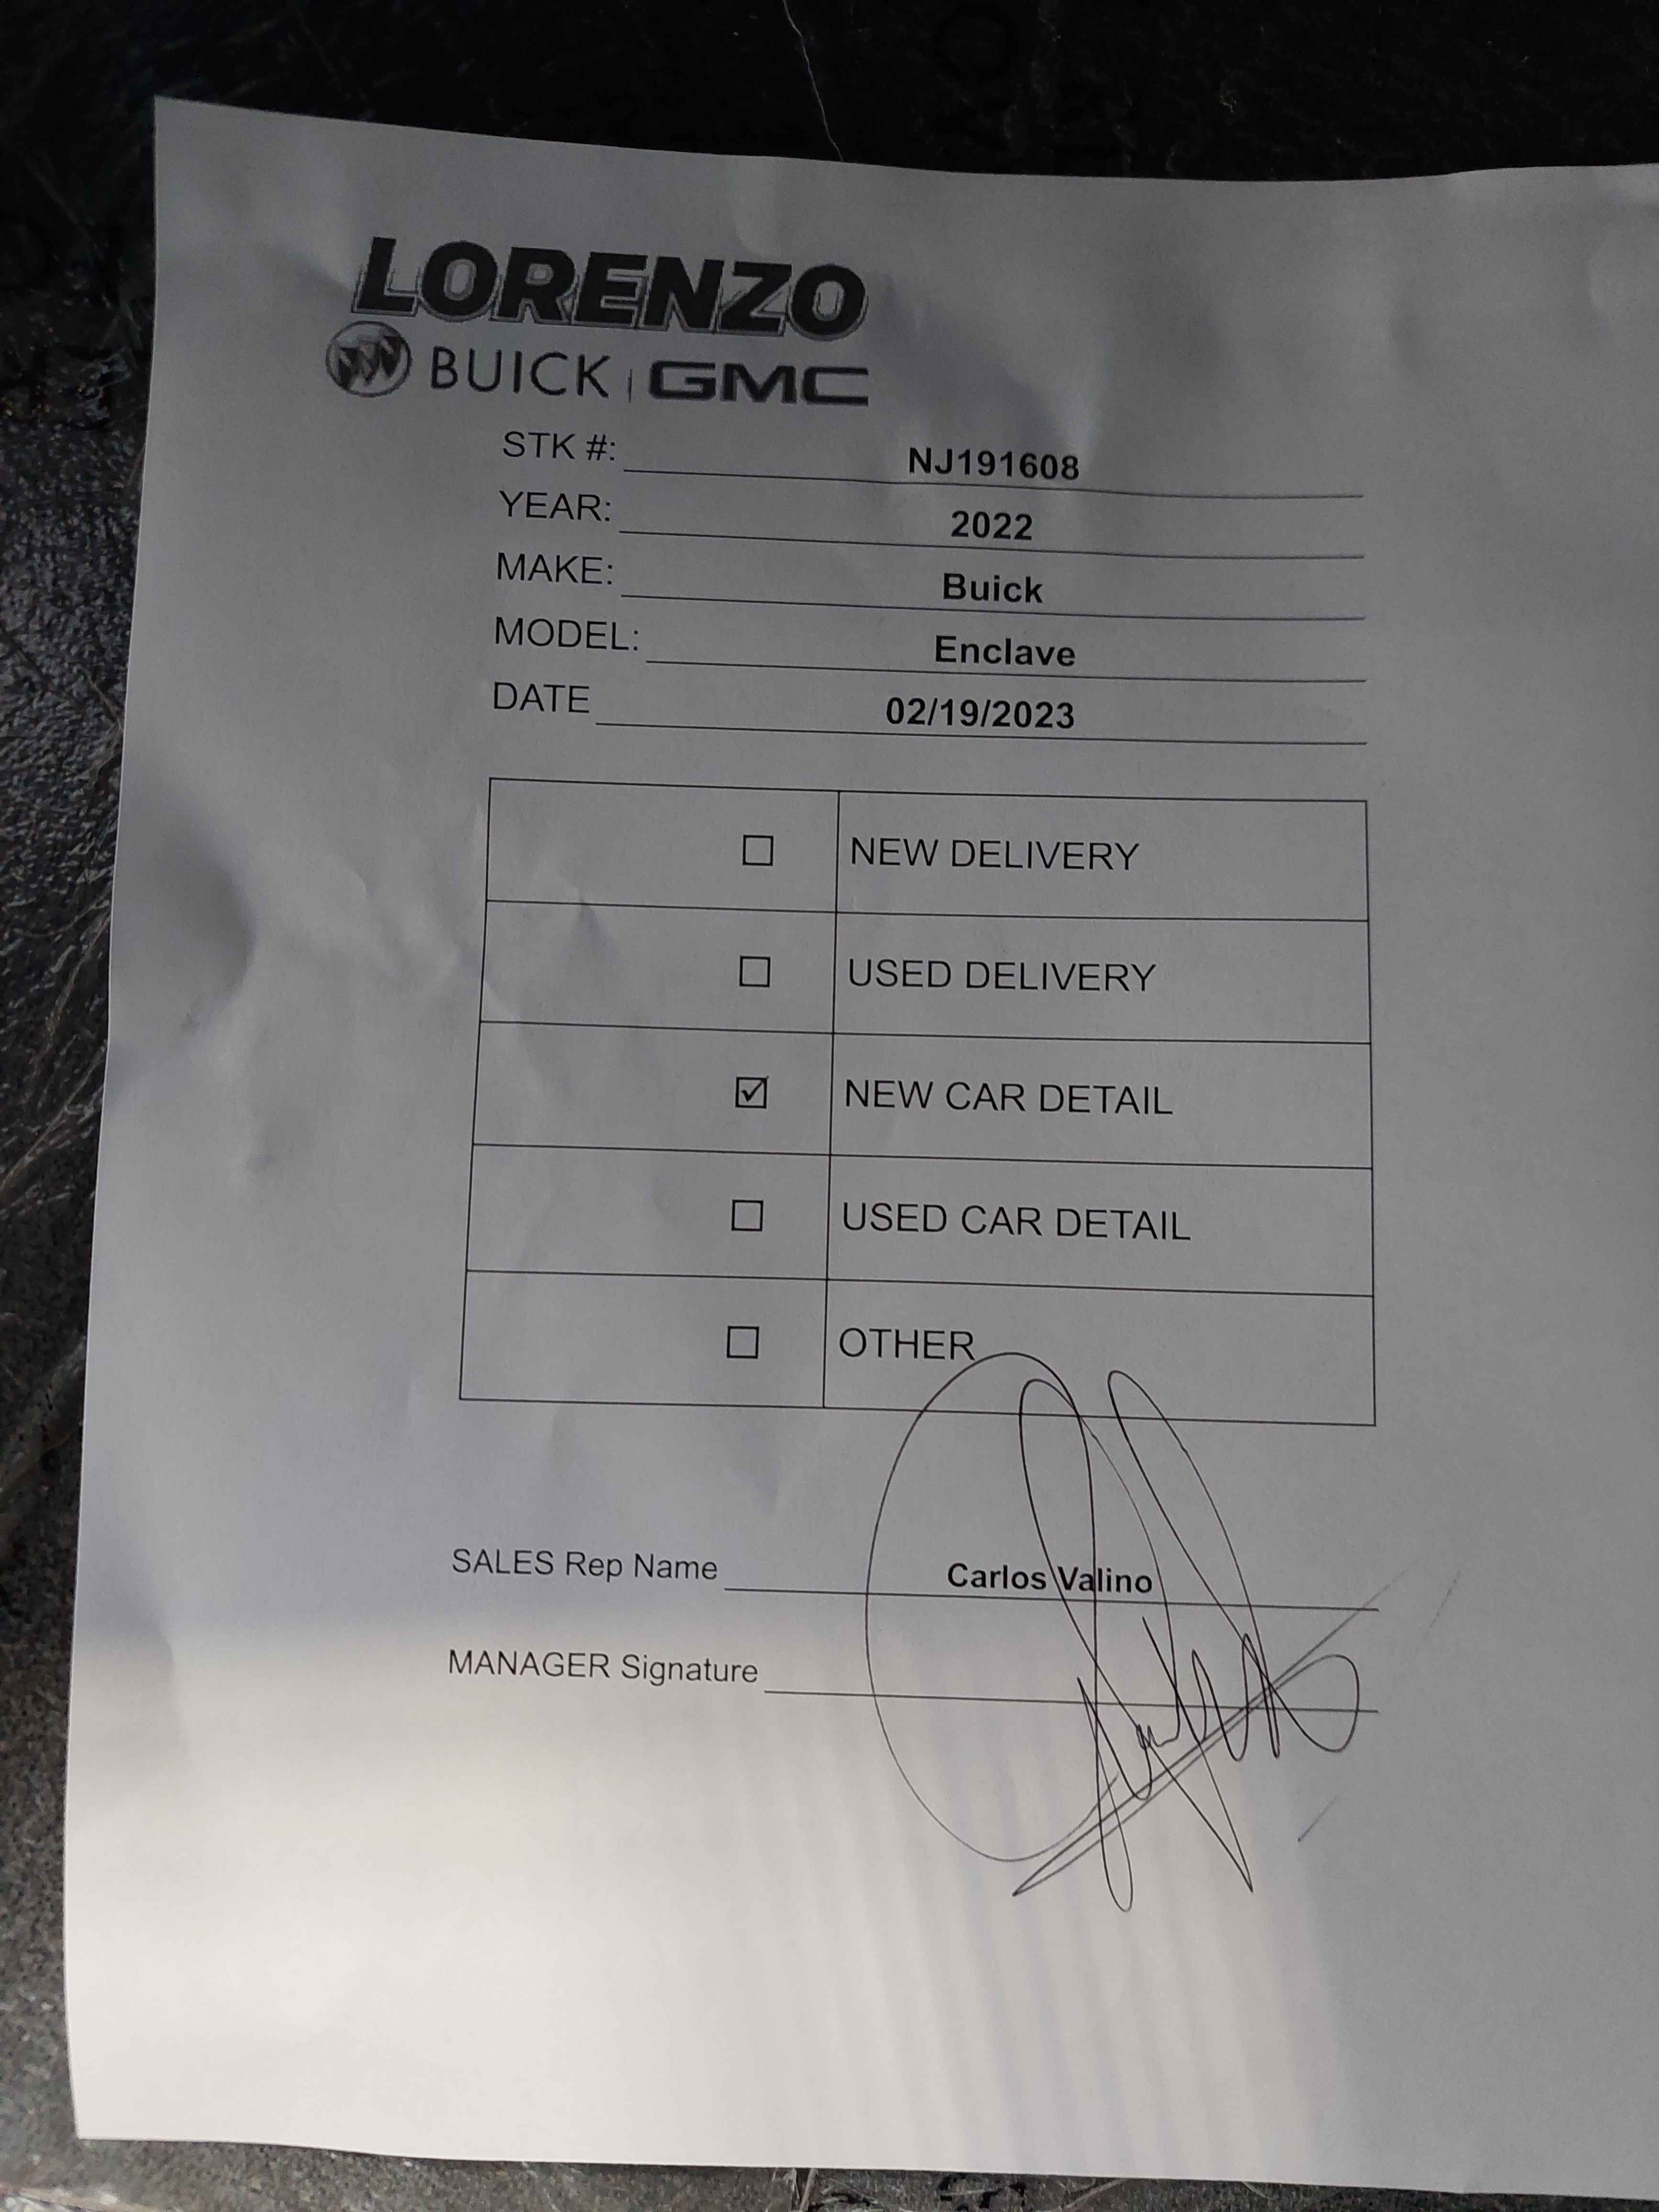 LORENZO
BUICK | GMC
STK #: NJ191608
YEAR: 2022
MAKE: Buick
MODEL: Enclave
DATE 02/19/2023
☐ NEW DELIVERY
☐ USED DELIVERY
☑ NEW CAR DETAIL
☐ USED CAR DETAIL
☐ OTHER
SALES Rep Name Carlos Valino
MANAGER Signature